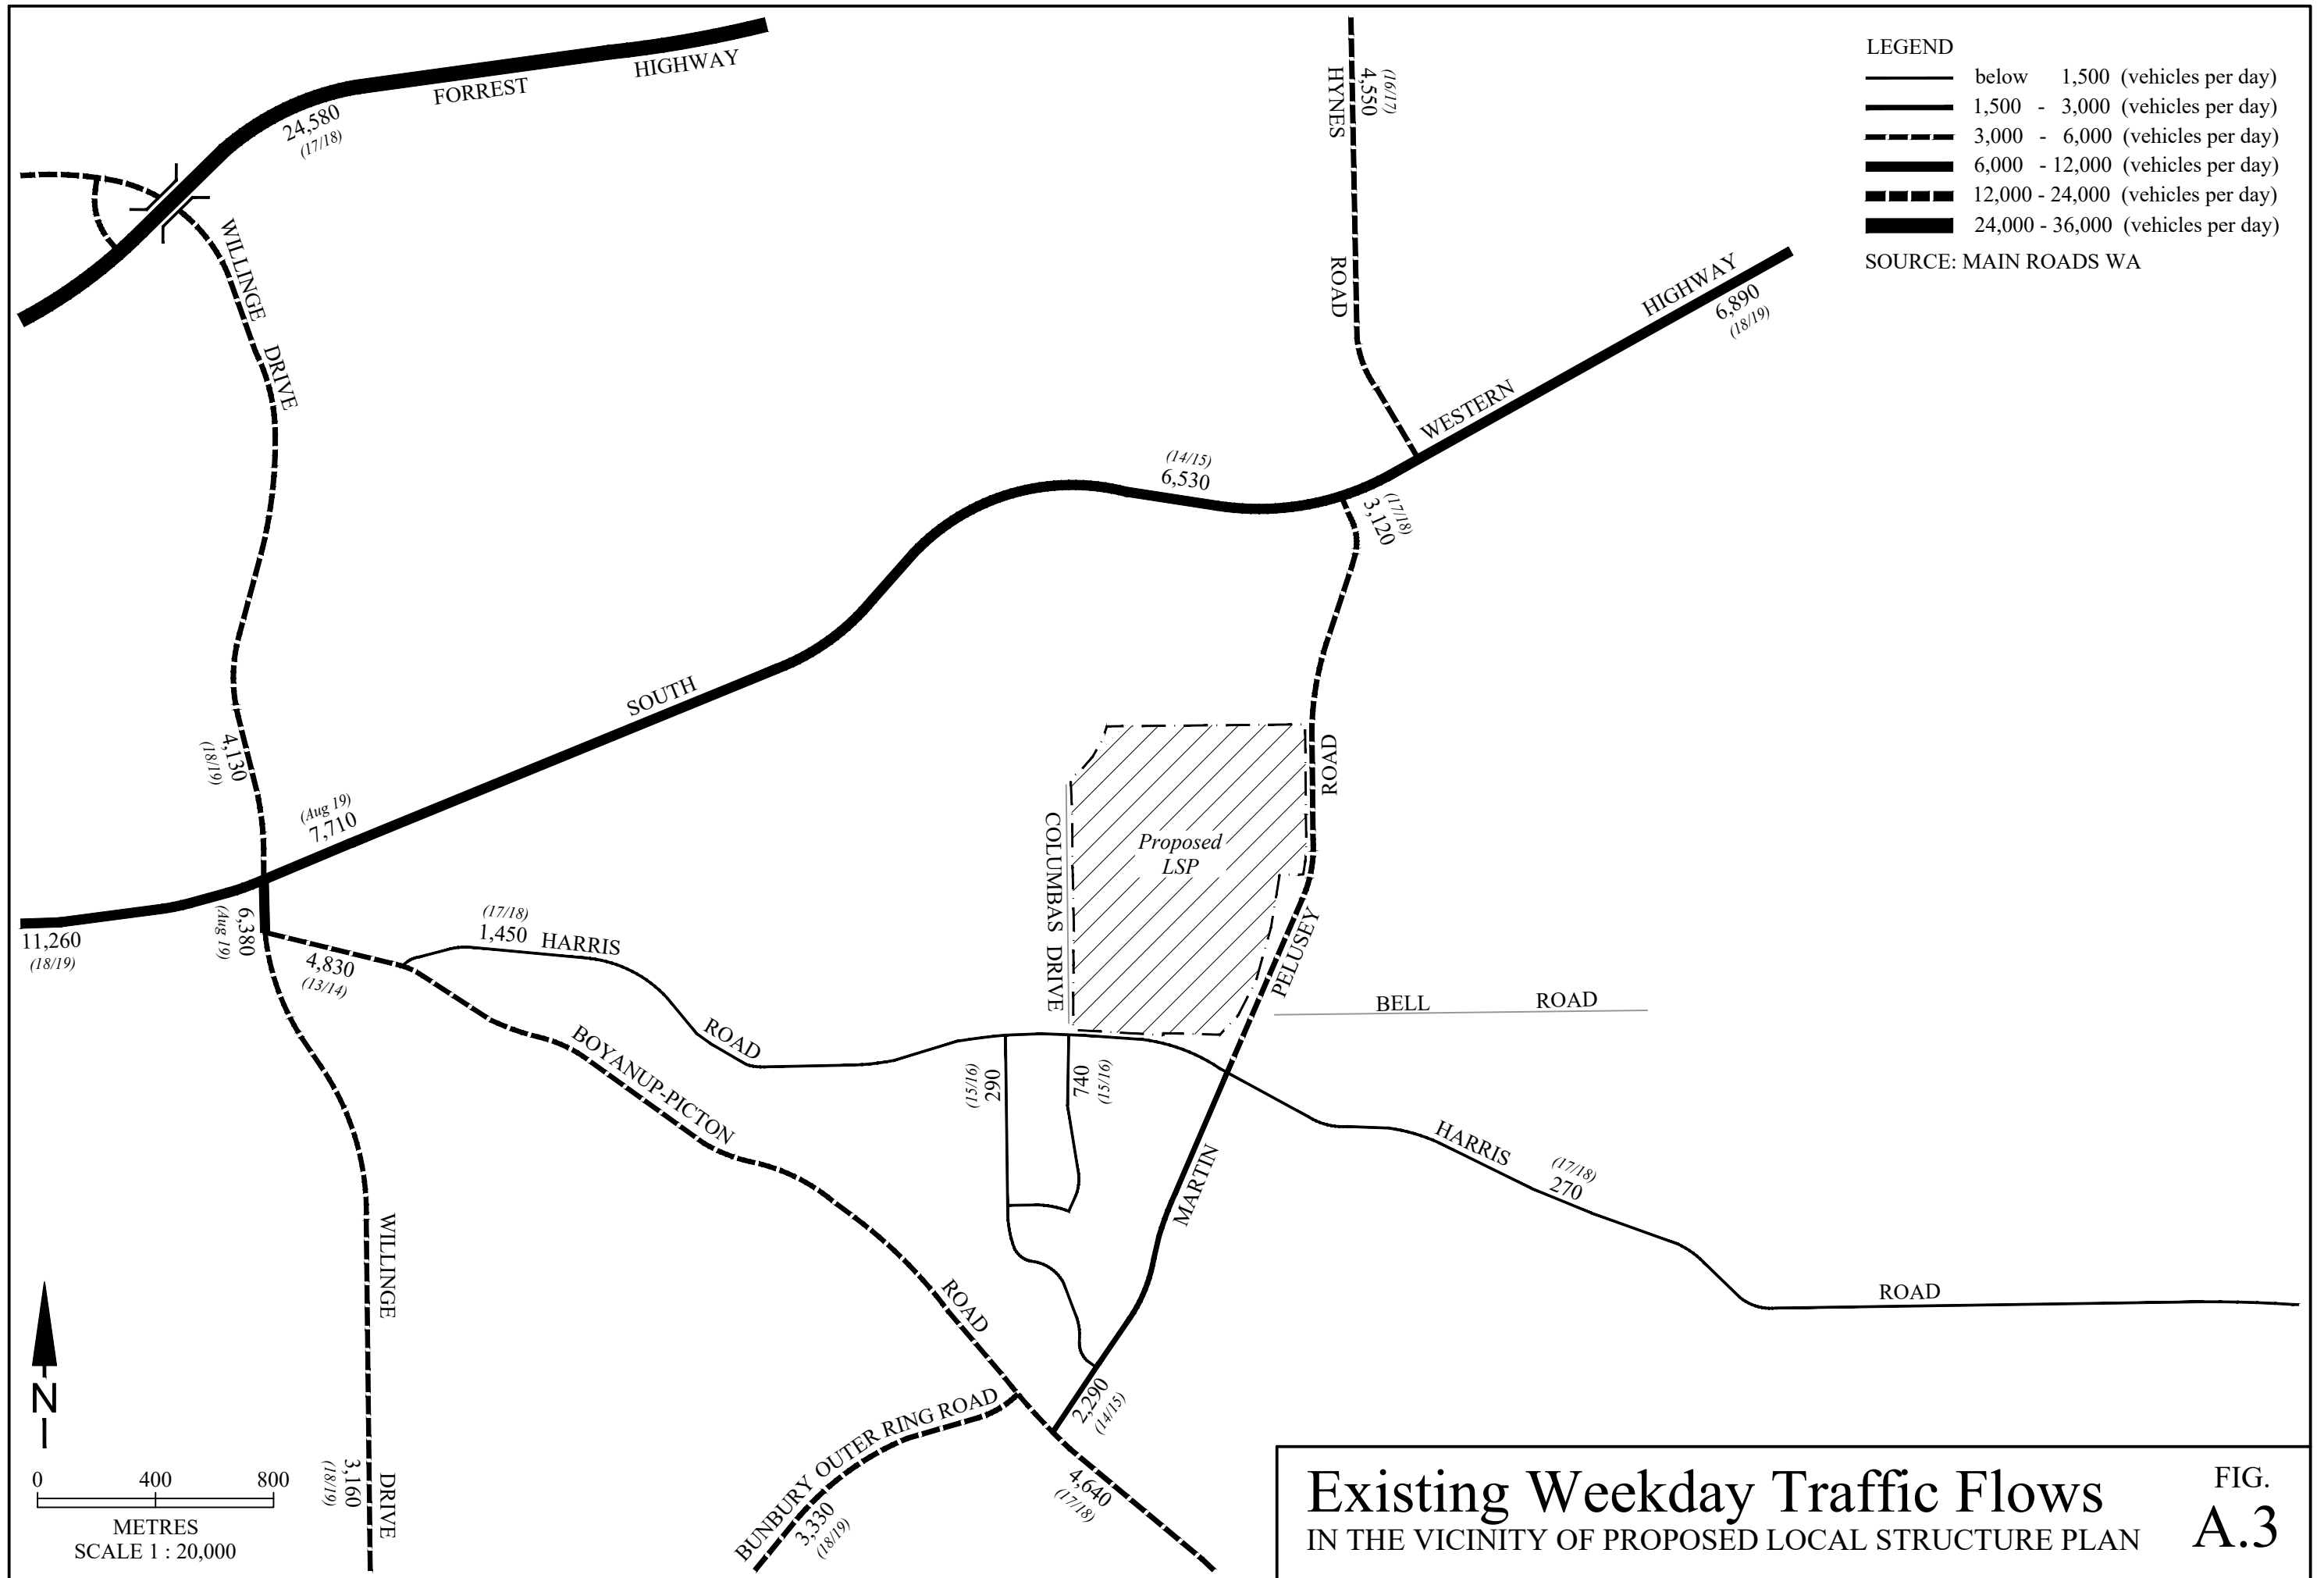 FORREST
HIGHWAY
24,580
(17/18)
HYNES
ROAD
4,550
(16/17)
LEGEND
below 1,500 (vehicles per day)
1,500 - 3,000 (vehicles per day)
3,000 - 6,000 (vehicles per day)
6,000 - 12,000 (vehicles per day)
12,000 - 24,000 (vehicles per day)
24,000 - 36,000 (vehicles per day)
SOURCE: MAIN ROADS WA
WILLINGE
DRIVE
HIGHWAY
6,890
(18/19)
WESTERN
(14/15)
6,530
(17/18)
3,120
SOUTH
4,130
(18/19)
(Aug 19)
7,710
ROAD
COLUMBAS DRIVE
Proposed
LSP
PELUSEY
11,260
(18/19)
6,380
(Aug 19)
4,830
(13/14)
(17/18)
1,450 HARRIS
ROAD
BELL ROAD
BOYANUP-PICTON
(15/16)
290
740
(15/16)
MARTIN
HARRIS
(17/18)
270
ROAD
WILLINGE
ROAD
2,290
(14/15)
BUNBURY OUTER RING ROAD
3,330
(18/19)
4,640
(17/18)
3,160
(18/19)
DRIVE
N
0 400 800
METRES
SCALE 1 : 20,000
Existing Weekday Traffic Flows
IN THE VICINITY OF PROPOSED LOCAL STRUCTURE PLAN
FIG.
A.3